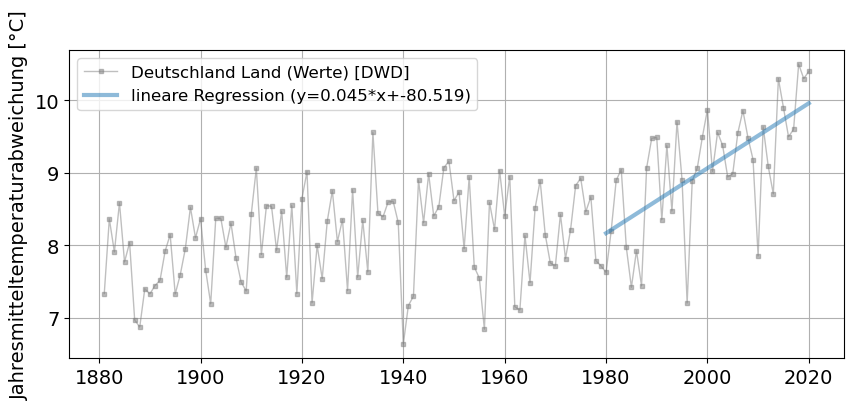 Jahresmitteltemperaturabweichung [°C]
Deutschland Land (Werte) [DWD]
lineare Regression (y=0.045*x+-80.519)
10
9
8
7
1880 1900 1920 1940 1960 1980 2000 2020